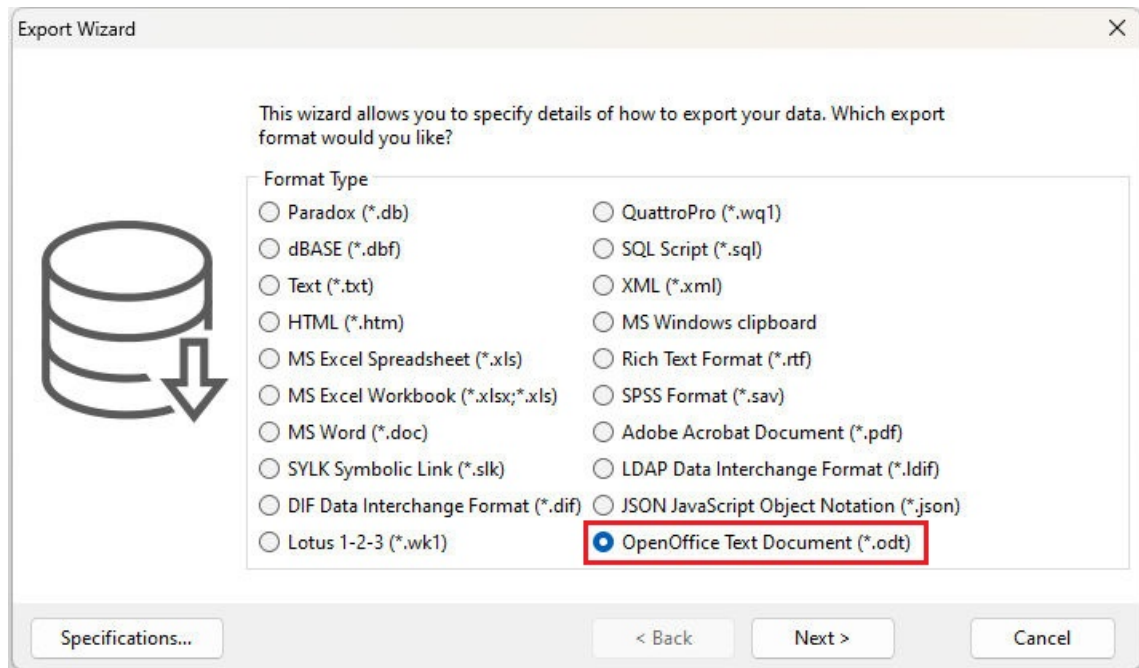 Export Wizard
This wizard allows you to specify details of how to export your data. Which export
format would you like?
Format Type
Paradox (*.db)
dBASE (*.dbf)
Text (*.txt)
HTML (*.htm)
MS Excel Spreadsheet (*.xls)
MS Excel Workbook (*.xlsx;*.xls)
MS Word (*.doc)
SYLK Symbolic Link (*.slk)
DIF Data Interchange Format (*.dif)
Lotus 1-2-3 (*.wk1)
QuattroPro (*.wq1)
SQL Script (*.sql)
XML (*.xml)
MS Windows clipboard
Rich Text Format (*.rtf)
SPSS Format (*.sav)
Adobe Acrobat Document (*.pdf)
LDAP Data Interchange Format (*.ldif)
JSON JavaScript Object Notation (*.json)
OpenOffice Text Document (*.odt)
Specifications...
< Back
Next >
Cancel